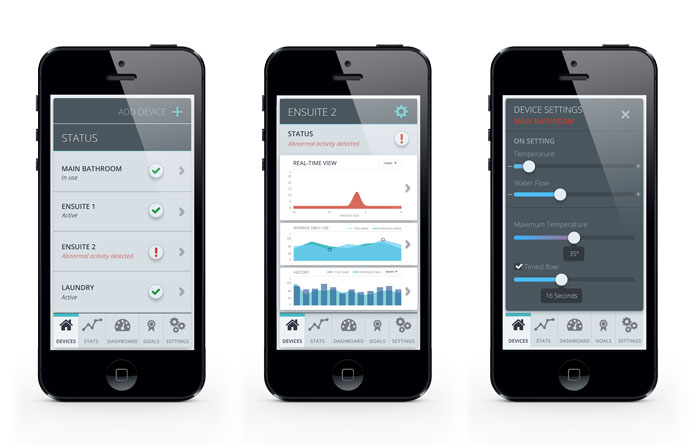 ADD DEVICE +
STATUS
MAIN BATHROOM
In use
ENSUITE 1
Active
ENSUITE 2
Abnormal activity detected
LAUNDRY
Active
DEVICES STATS DASHBOARD GOALS SETTINGS
ENSUITE 2
STATUS
Abnormal activity detected
REAL-TIME VIEW
MINUTES AGO
AVERAGE DAILY USE
HISTORY
DEVICES STATS DASHBOARD GOALS SETTINGS
DEVICE SETTINGS
MAIN BATHROOM
ON SETTING
Temperature
- +
Water Flow
- +
Maximum Temperature
35°
Timed flow
16 Seconds
DEVICES STATS DASHBOARD GOALS SETTINGS